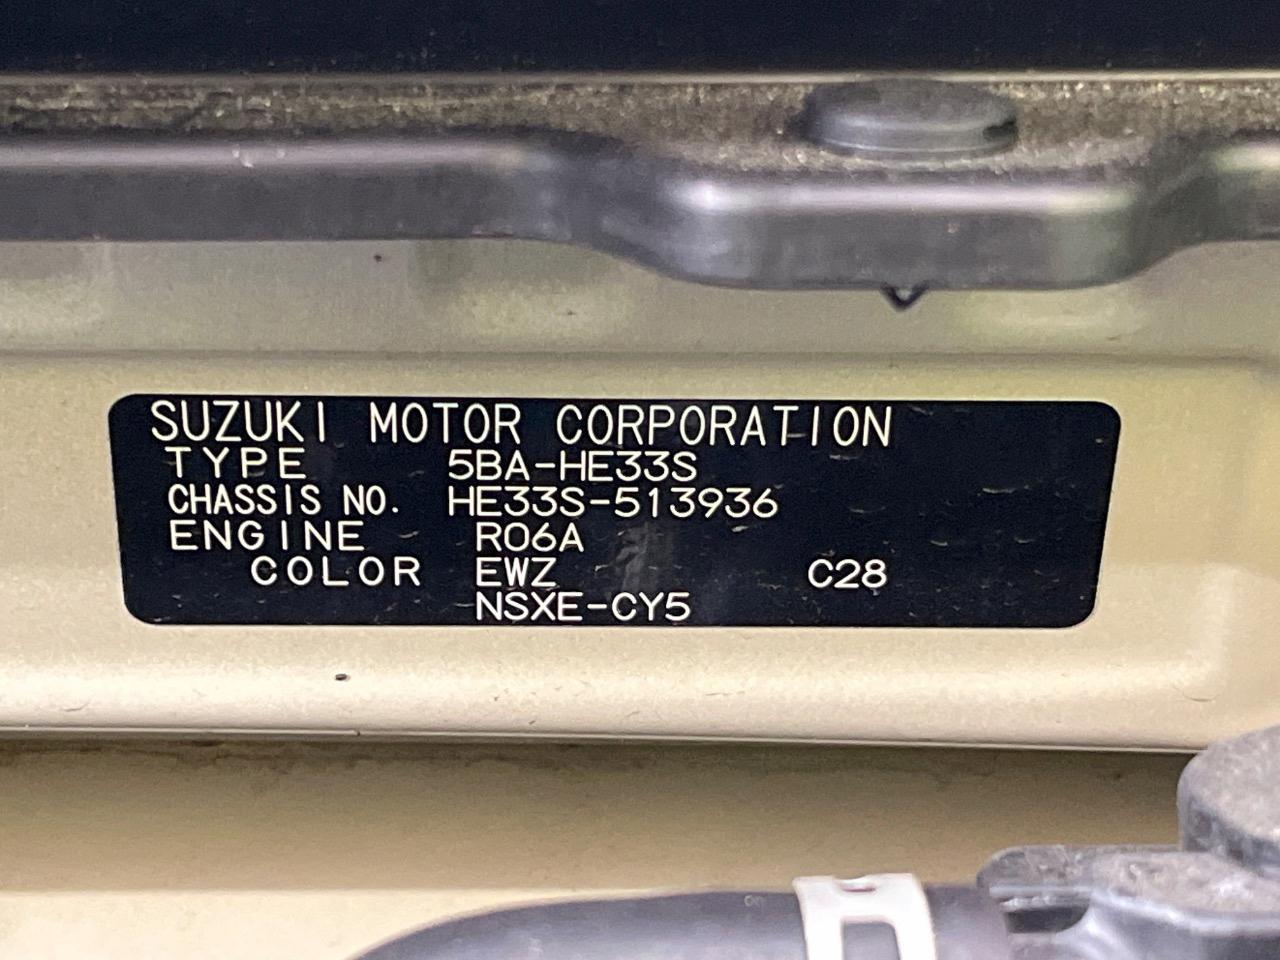 SUZUKI MOTOR CORPORATION
TYPE 5BA-HE33S
CHASSIS NO. HE33S-513936
ENGINE R06A
COLOR EWZ C28
NSXE-CY5